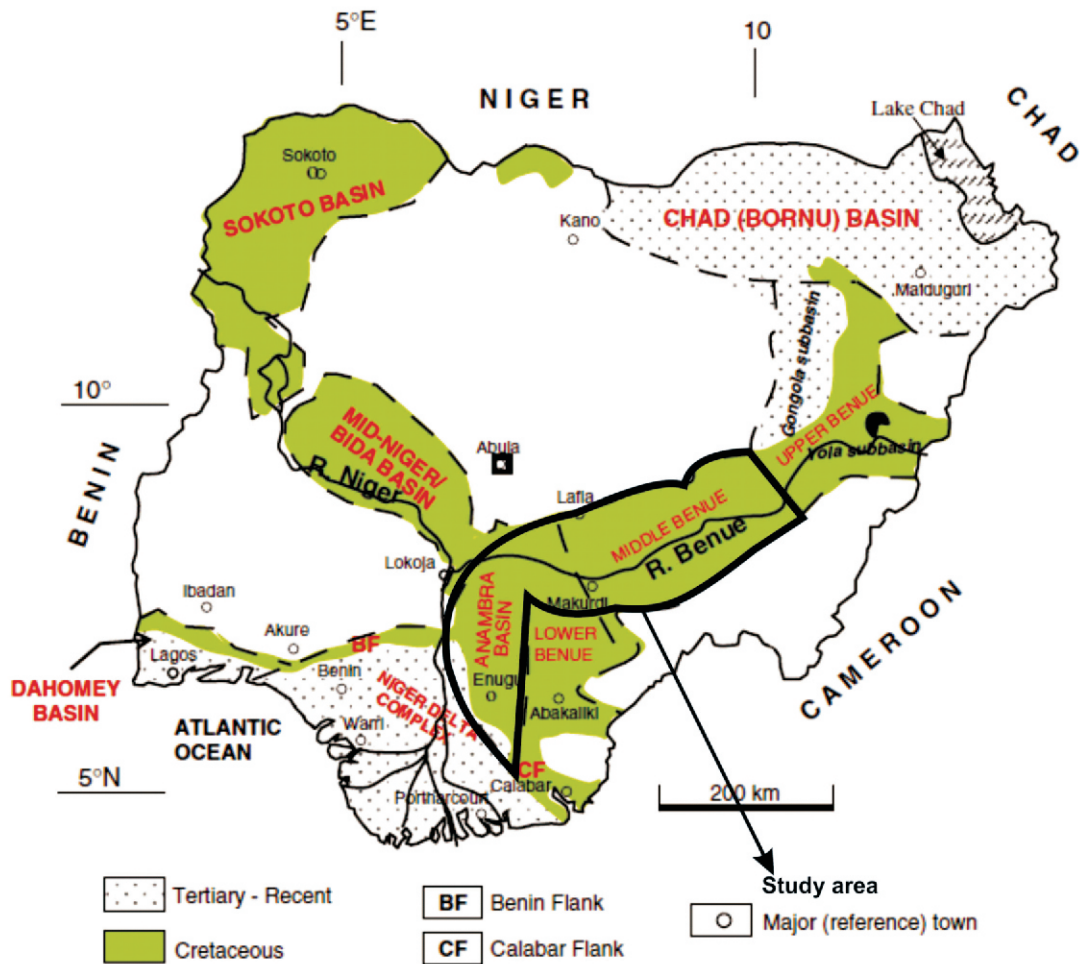 5°E
10
NIGER
CHAD
Lake Chad
Sokoto
SOKOTO BASIN
Kano
CHAD (BORNU) BASIN
Maiduguri
Gongola subbasin
10°
BENIN
MID-NIGER/
BIDA BASIN
R. Niger
Abuja
UPPER BENUE
Yola subbasin
Lafia
MIDDLE BENUE
R. Benue
Lokoja
Makurdi
Ibadan
Akure
BF
ANAMBRA
BASIN
LOWER
BENUE
CAMEROON
Lagos
Benin
Enugu
DAHOMEY
BASIN
NIGER DELTA
COMPLEX
Abakaliki
ATLANTIC
OCEAN
Warri
CF
5°N
Portharcourt
Calabar
200 km
Study area
Tertiary - Recent
BF Benin Flank
Major (reference) town
Cretaceous
CF Calabar Flank